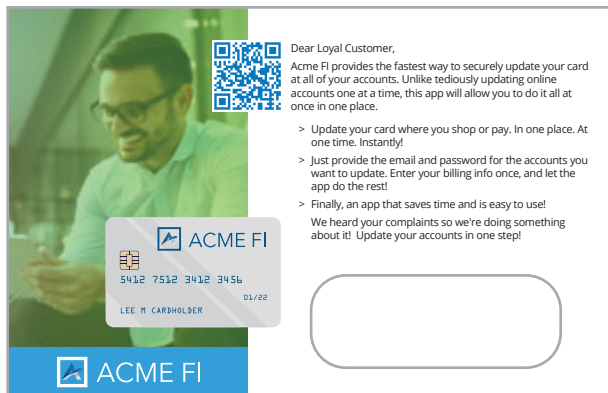 Dear Loyal Customer,
Acme FI provides the fastest way to securely update your card
at all of your accounts. Unlike tediously updating online
accounts one at a time, this app will allow you to do it all at
once in one place.
> Update your card where you shop or pay. In one place. At
one time. Instantly!
> Just provide the email and password for the accounts you
want to update. Enter your billing info once, and let the
app do the rest!
> Finally, an app that saves time and is easy to use!
We heard your complaints so we're doing something
about it! Update your accounts in one step!
ACME FI
5412 7512 3412 3456
01/22
LEE M CARDHOLDER
ACME FI